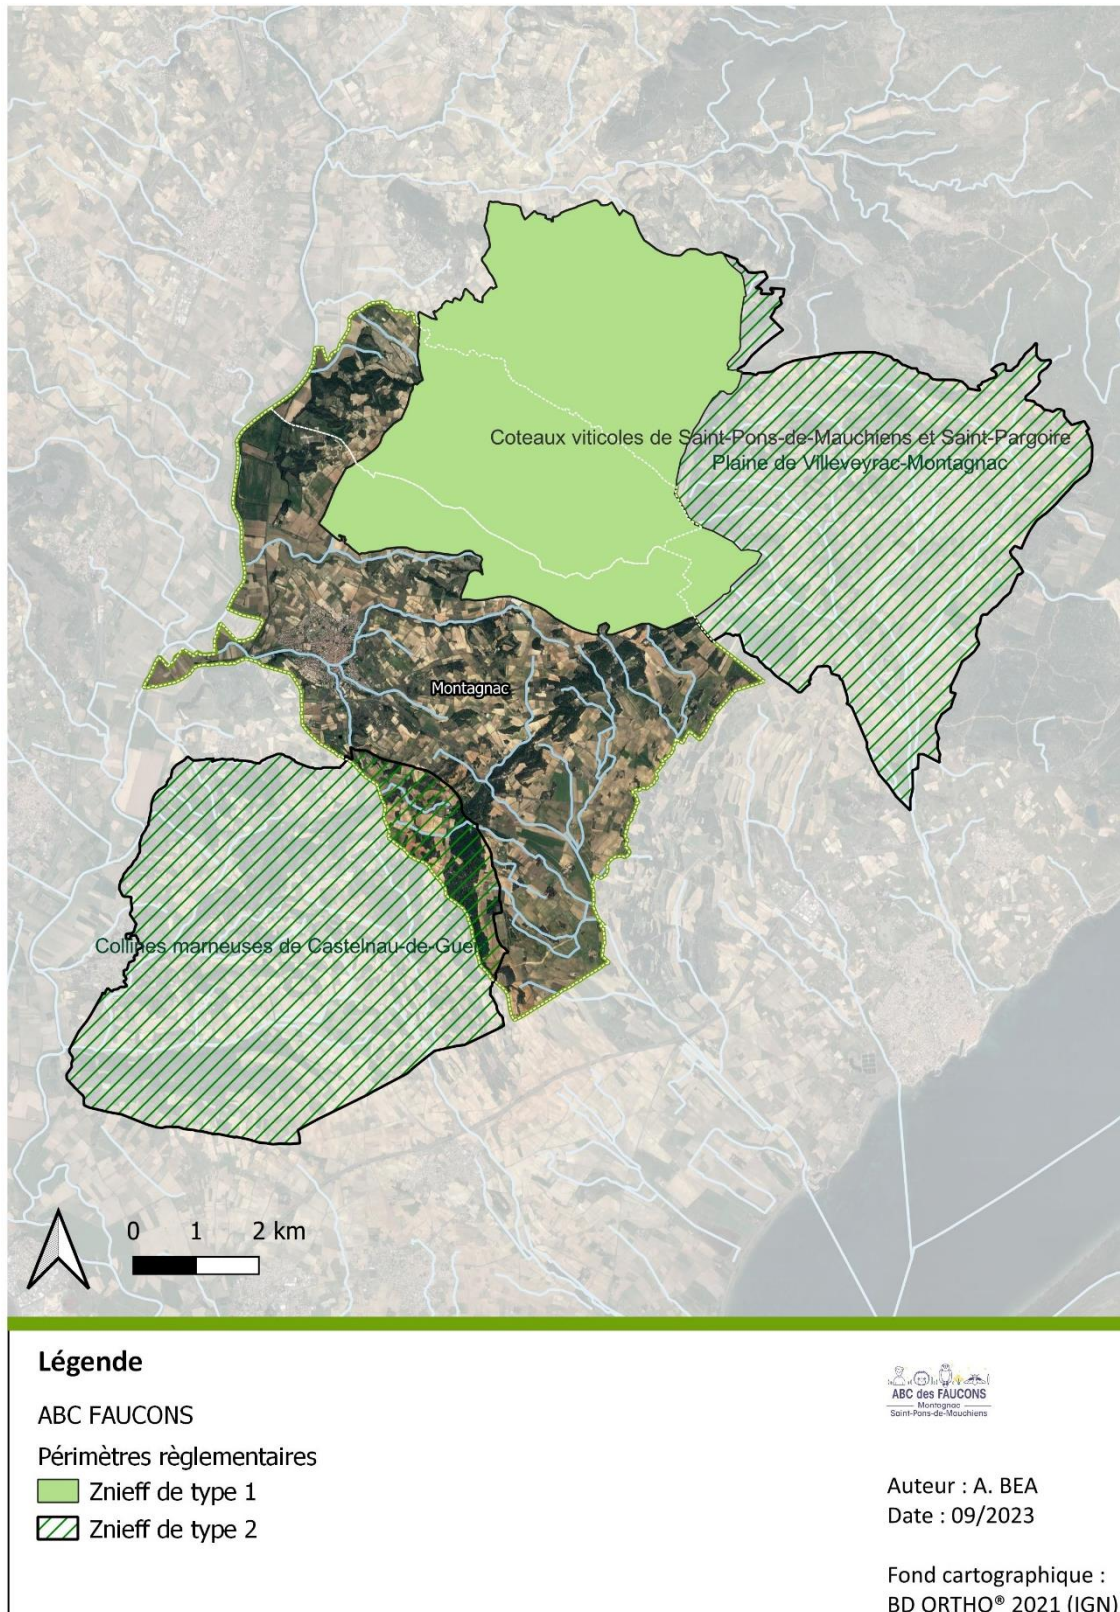 Coteaux viticoles de Saint-Pons-de-Mauchiens et Saint-Pargoire
Plaine de Villeveyrac-Montagnac
Montagnac
Collines marneuses de Castelnau-de-Guers
0 1 2 km
Légende
ABC FAUCONS
Périmètres règlementaires
Znieff de type 1
Znieff de type 2
ABC des FAUCONS
Montagnac
Saint-Pons-de-Mauchiens
Auteur : A. BEA
Date : 09/2023
Fond cartographique :
BD ORTHO® 2021 (IGN)